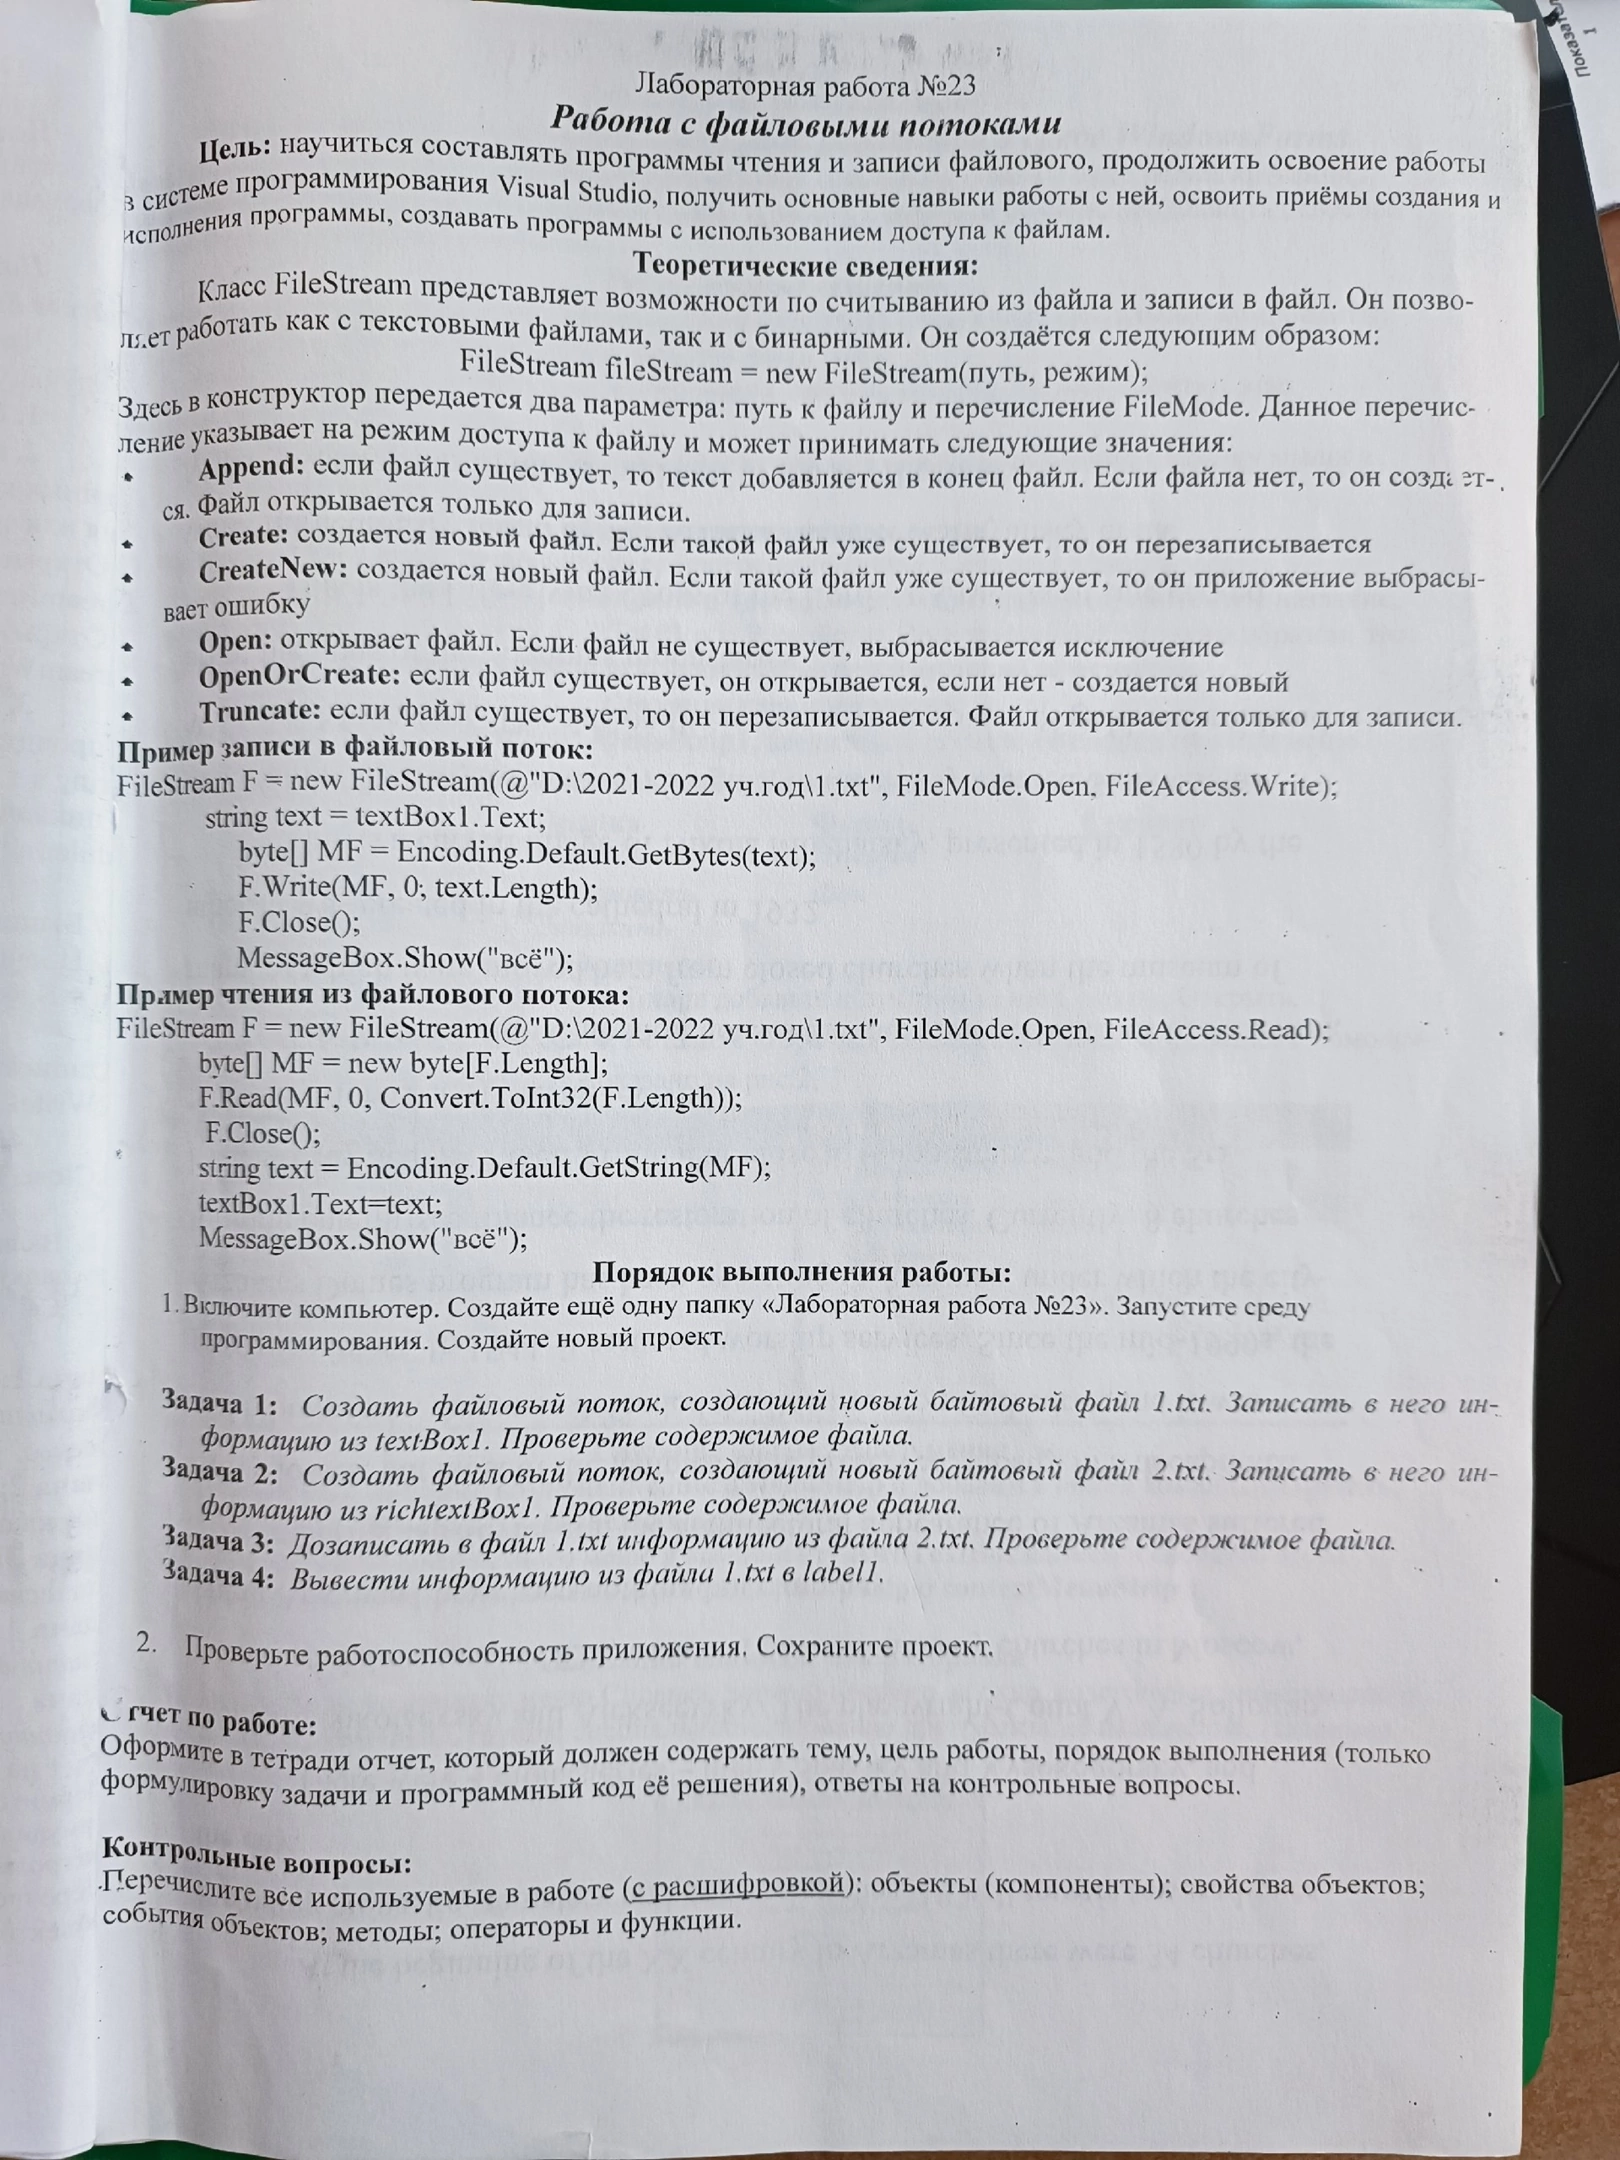 Показател
1
Лабораторная работа №23
Работа с файловыми потоками
Цель: научиться составлять программы чтения и записи файлового, продолжить освоение работы
в системе программирования Visual Studio, получить основные навыки работы с ней, освоить приёмы создания и
исполнения программы, создавать программы с использованием доступа к файлам.
Теоретические сведения:
Класс FileStream представляет возможности по считыванию из файла и записи в файл. Он позво-
ляет работать как с текстовыми файлами, так и с бинарными. Он создаётся следующим образом:
FileStream fileStream = new FileStream(путь, режим);
Здесь в конструктор передается два параметра: путь к файлу и перечисление FileMode. Данное перечис-
ление указывает на режим доступа к файлу и может принимать следующие значения:
• Append: если файл существует, то текст добавляется в конец файл. Если файла нет, то он создает-
ся. Файл открывается только для записи.
• Create: создается новый файл. Если такой файл уже существует, то он перезаписывается
• CreateNew: создается новый файл. Если такой файл уже существует, то он приложение выбрасы-
вает ошибку
• Open: открывает файл. Если файл не существует, выбрасывается исключение
• OpenOrCreate: если файл существует, он открывается, если нет - создается новый
• Truncate: если файл существует, то он перезаписывается. Файл открывается только для записи.
Пример записи в файловый поток:
FileStream F = new FileStream(@"D:\2021-2022 уч.год\1.txt", FileMode.Open, FileAccess.Write);
string text = textBox1.Text;
byte[] MF = Encoding.Default.GetBytes(text);
F.Write(MF, 0, text.Length);
F.Close();
MessageBox.Show("всё");
Пример чтения из файлового потока:
FileStream F = new FileStream(@"D:\2021-2022 уч.год\1.txt", FileMode.Open, FileAccess.Read);
byte[] MF = new byte[F.Length];
F.Read(MF, 0, Convert.ToInt32(F.Length));
F.Close();
string text = Encoding.Default.GetString(MF);
textBox1.Text=text;
MessageBox.Show("всё");
Порядок выполнения работы:
1. Включите компьютер. Создайте ещё одну папку «Лабораторная работа №23». Запустите среду
программирования. Создайте новый проект.
Задача 1: Создать файловый поток, создающий новый байтовый файл 1.txt. Записать в него ин-
формацию из textBox1. Проверьте содержимое файла.
Задача 2: Создать файловый поток, создающий новый байтовый файл 2.txt. Записать в него ин-
формацию из richtextBox1. Проверьте содержимое файла.
Задача 3: Дозаписать в файл 1.txt информацию из файла 2.txt. Проверьте содержимое файла.
Задача 4: Вывести информацию из файла 1.txt в label1.
2. Проверьте работоспособность приложения. Сохраните проект.
Отчет по работе:
Оформите в тетради отчет, который должен содержать тему, цель работы, порядок выполнения (только
формулировку задачи и программный код её решения), ответы на контрольные вопросы.
Контрольные вопросы:
Перечислите все используемые в работе (с расшифровкой): объекты (компоненты); свойства объектов;
события объектов; методы; операторы и функции.